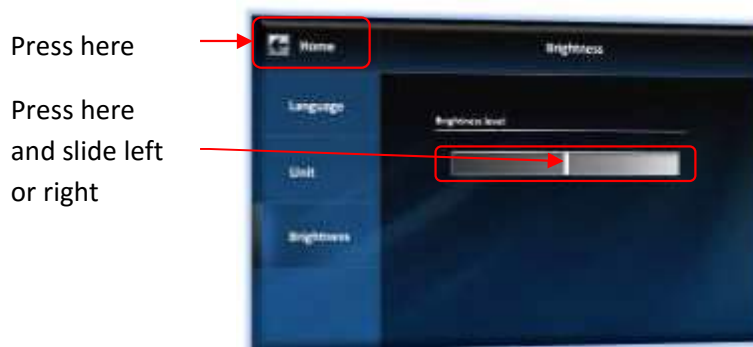 Press here
Home
Brightness
Press here
and slide left
or right
Language
Brightness level
Unit
Brightness